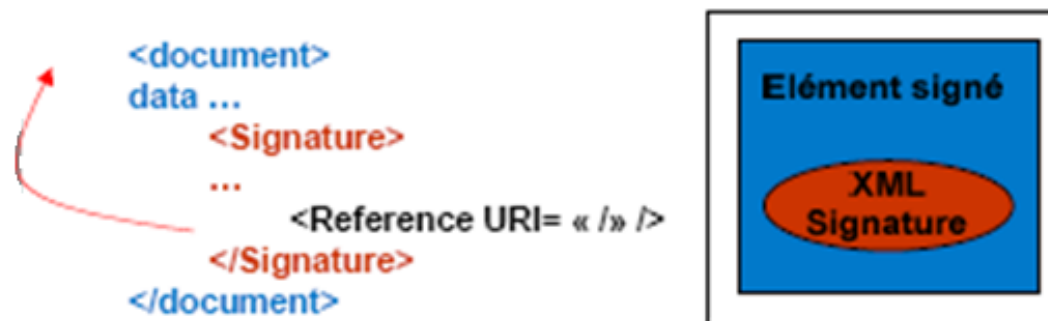 <document>
data ...
<Signature>
...
<Reference URI= « /» />
</Signature>
</document>
Elément signé
XML
Signature